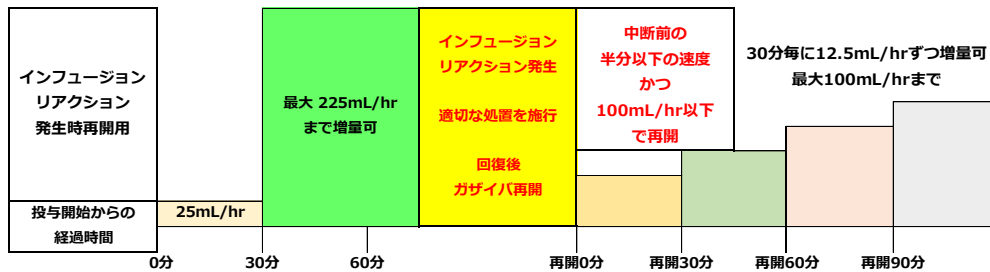 インフュージョン
リアクション
発生時再開用
最大 225mL/hr
まで増量可
インフュージョン
リアクション発生
適切な処置を施行
回復後
ガザイバ再開
中断前の
半分以下の速度
かつ
100mL/hr以下
で再開
30分毎に12.5mL/hrずつ増量可
最大100mL/hrまで
投与開始からの
経過時間
25mL/hr
0分
30分
60分
再開0分
再開30分
再開60分
再開90分